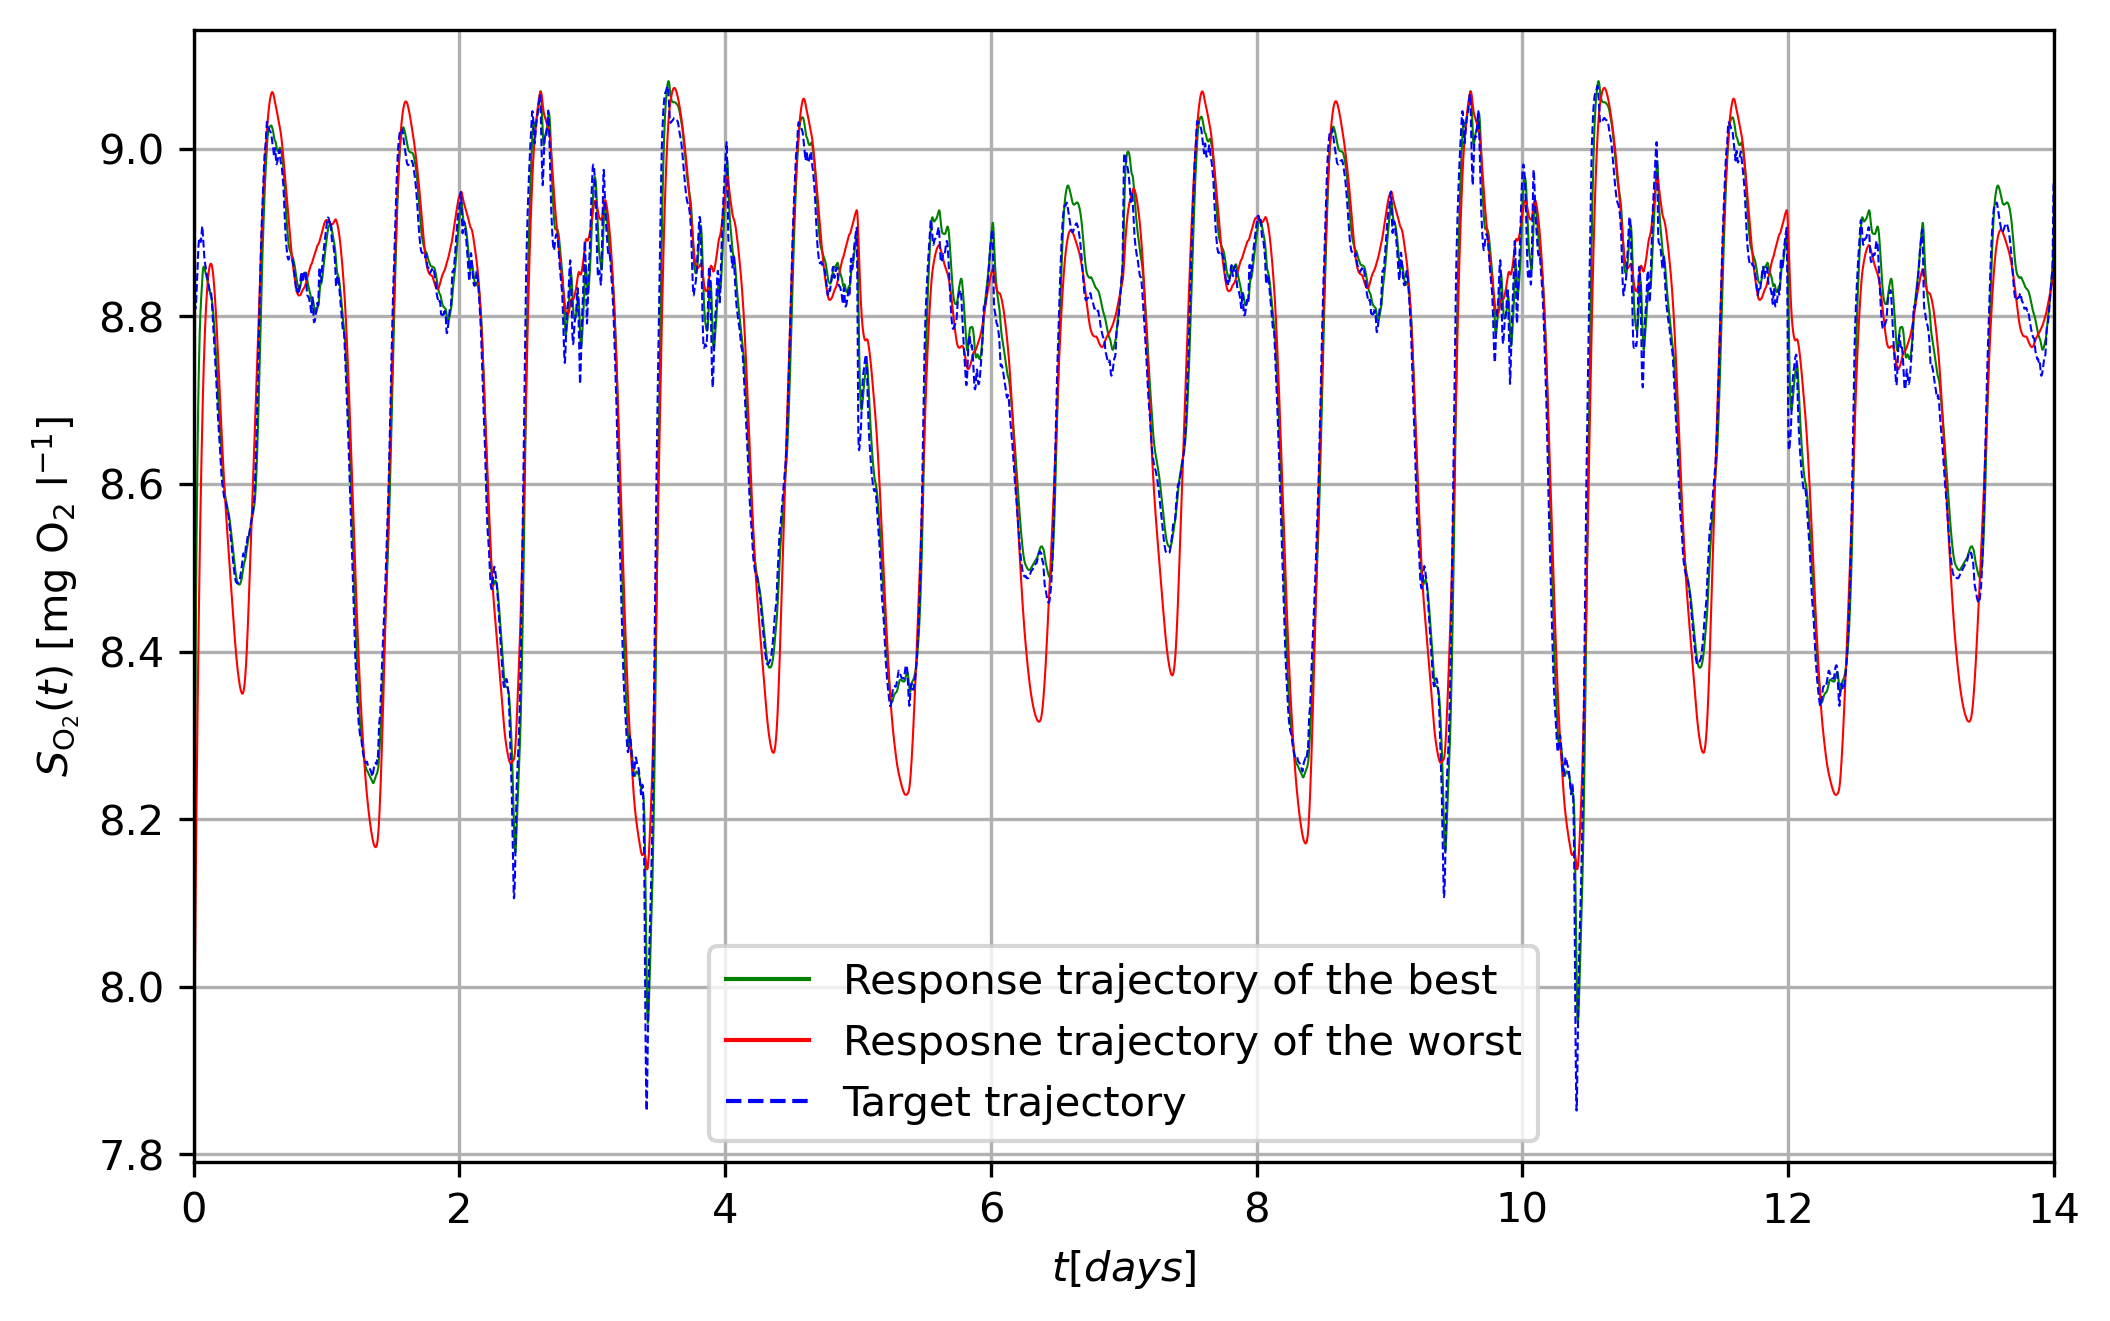 9.0
8.8
8.6
8.4
8.2
8.0
7.8
S_{O_2}(t) [mg O_2 l^{-1}]
Response trajectory of the best
Resposne trajectory of the worst
Target trajectory
0 2 4 6 8 10 12 14
t[days]